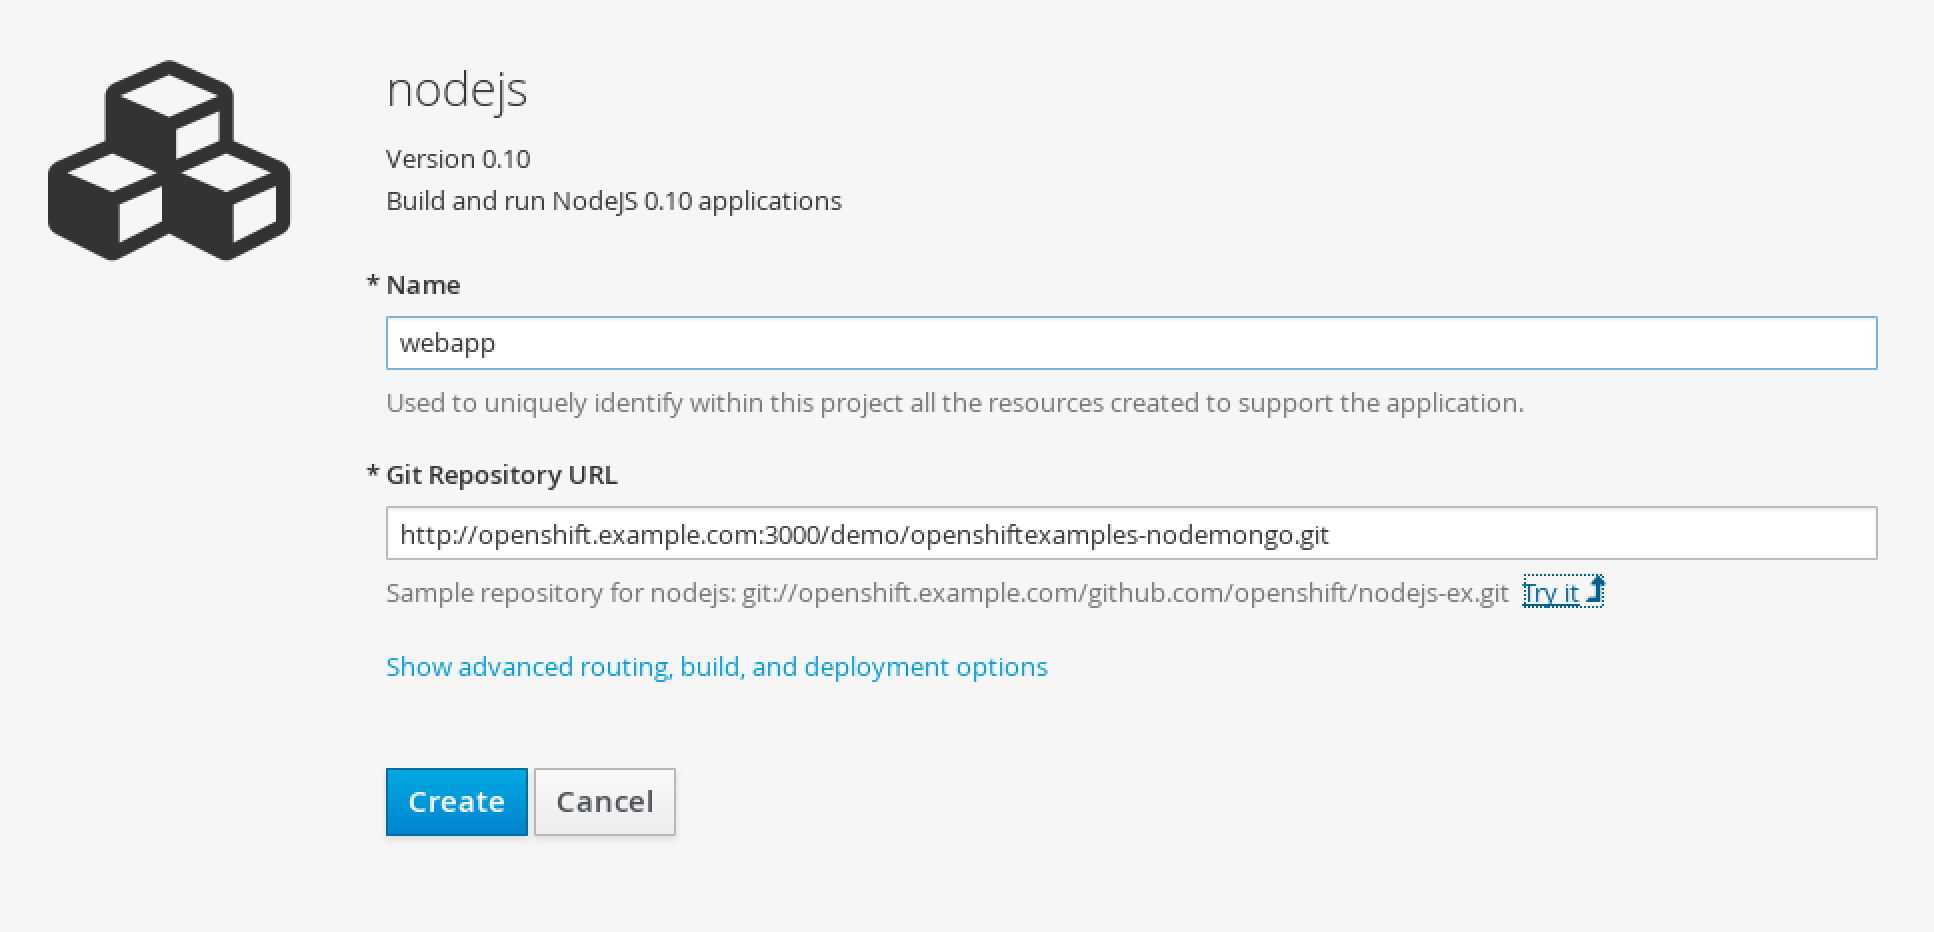 nodejs
Version 0.10
Build and run NodeJS 0.10 applications
* Name
webapp
Used to uniquely identify within this project all the resources created to support the application.
* Git Repository URL
http://openshift.example.com:3000/demo/openshiftexamples-nodemongo.git
Sample repository for nodejs: git://openshift.example.com/github.com/openshift/nodejs-ex.git Try it
Show advanced routing, build, and deployment options
Create Cancel